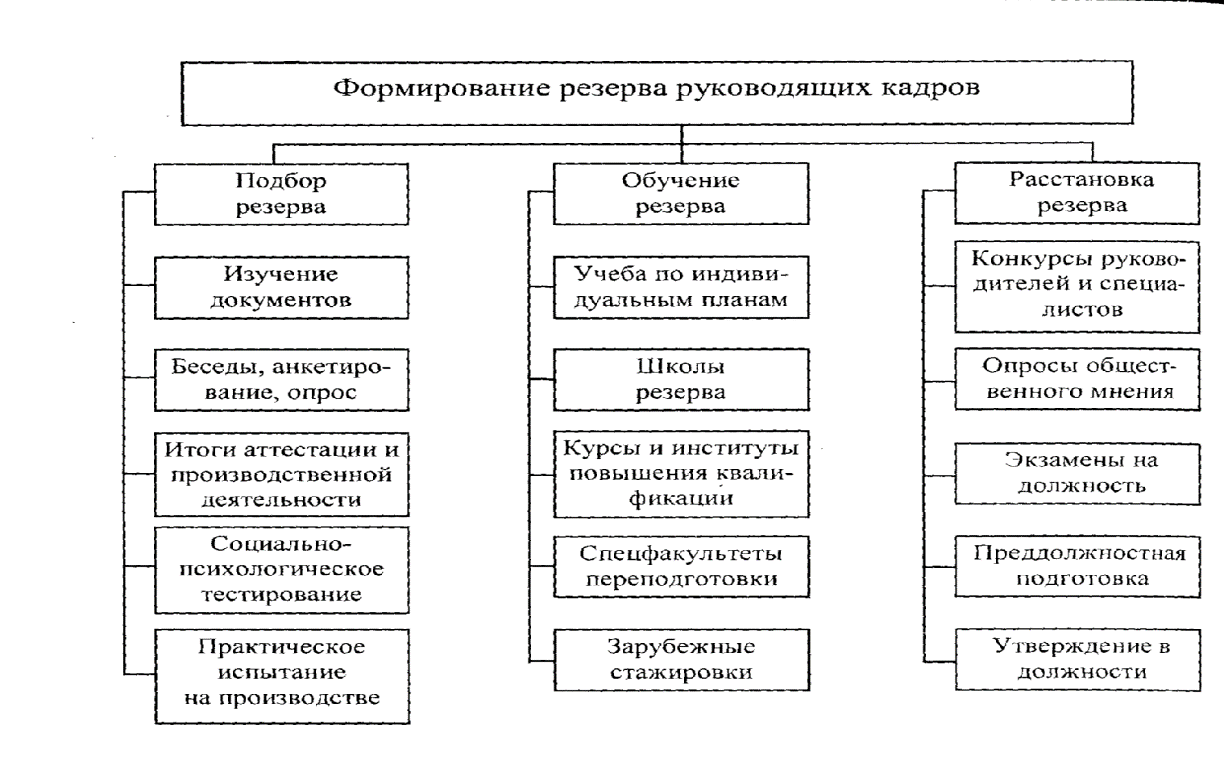 Формирование резерва руководящих кадров
Подбор
резерва
Изучение
документов
Беседы, анкетиро-
вание, опрос
Итоги аттестации и
производственной
деятельности
Социально-
психологическое
тестирование
Практическое
испытание
на производстве
Обучение
резерва
Учеба по индиви-
дуальным планам
Школы
резерва
Курсы и институты
повышения квали-
фикации
Спецфакультеты
переподготовки
Зарубежные
стажировки
Расстановка
резерва
Конкурсы руково-
дителей и специа-
листов
Опросы общест-
венного мнения
Экзамены на
должность
Преддолжностная
подготовка
Утверждение в
должности